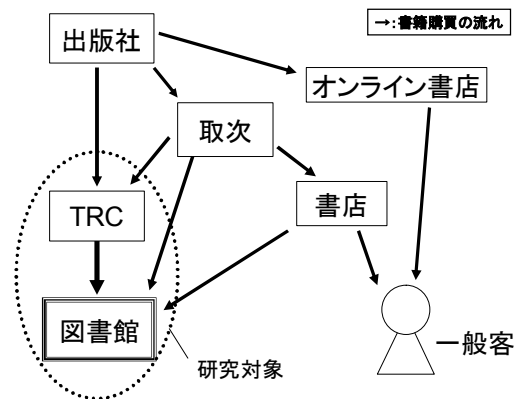 出版社
→:書籍購買の流れ
オンライン書店
取次
TRC
書店
図書館
一般客
研究対象